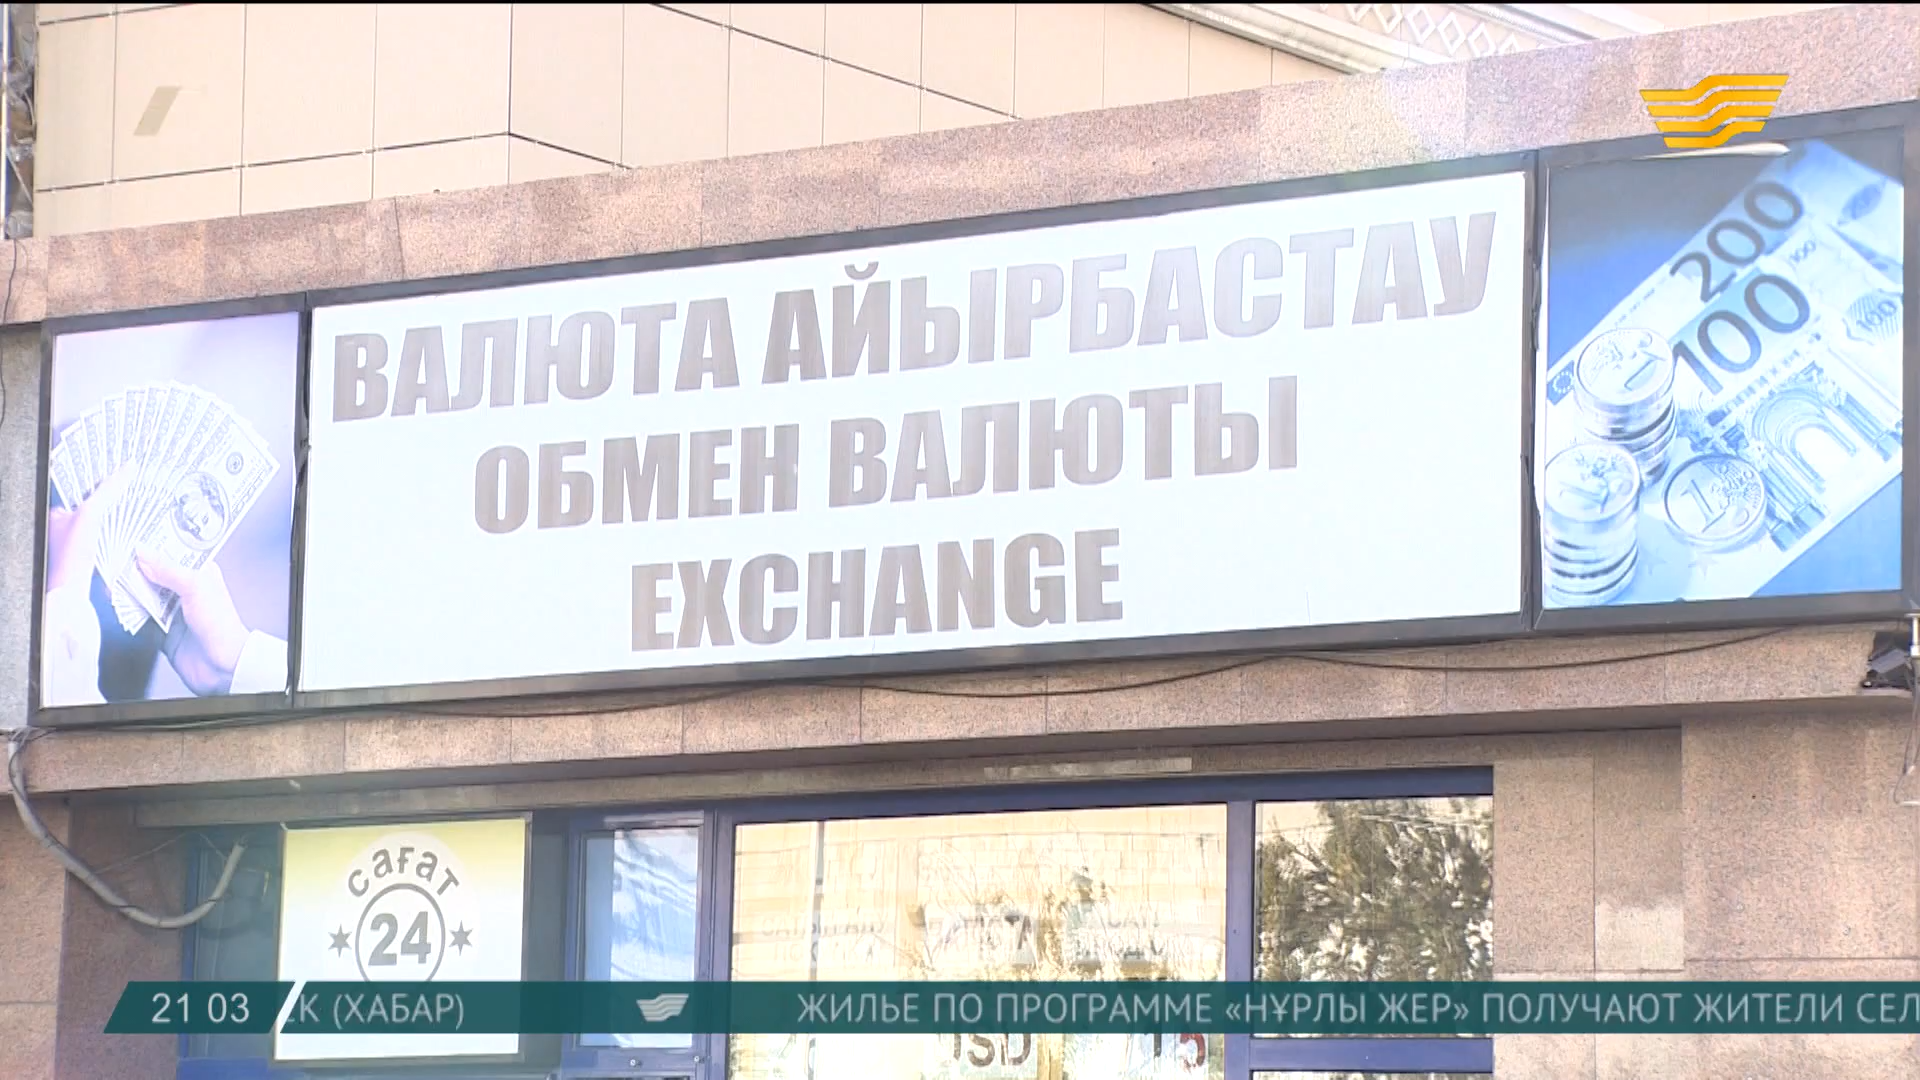 ВАЛЮТА АЙЫРБАСТАУ
ОБМЕН ВАЛЮТЫ
EXCHANGE
200
100
сағат
24
21 03
ЕК (ХАБАР)
ЖИЛЬЕ ПО ПРОГРАММЕ «НҰРЛЫ ЖЕР» ПОЛУЧАЮТ ЖИТЕЛИ СЕЛ